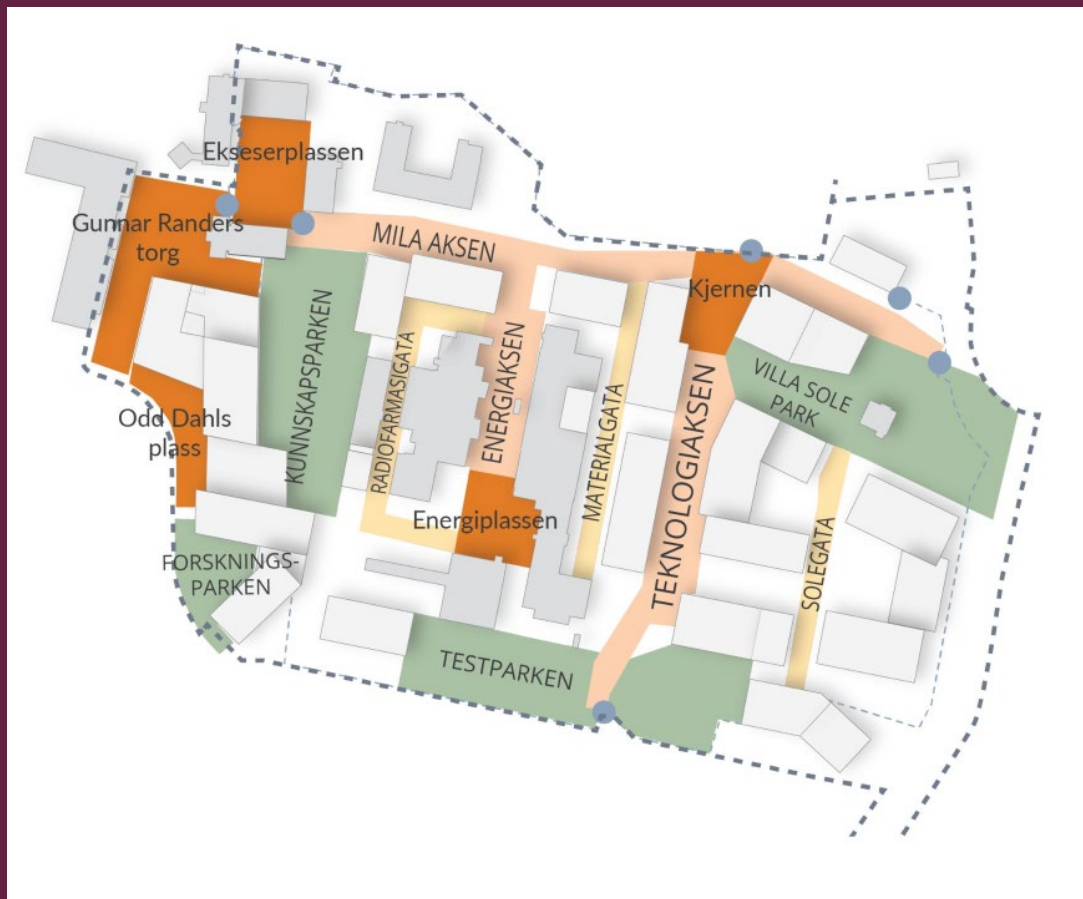 Ekseserplassen
Gunnar Randers
torg
MILA AKSEN
Kjernen
KUNNSKAPSPARKEN
RADIOFARMASIGATA
ENERGIAKSEN
MATERIALGATA
TEKNOLOGIAKSEN
VILLA SOLE
PARK
Odd Dahls
plass
Energiplassen
SOLEGATA
FORSKNINGS-
PARKEN
TESTPARKEN